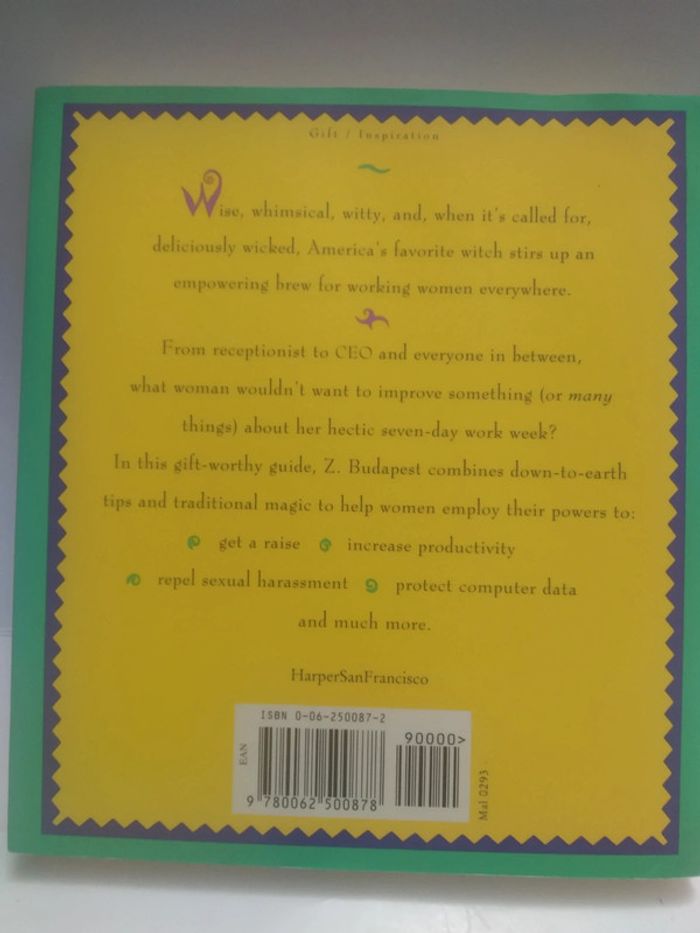 Gift / Inspiration
Wise, whimsical, witty, and, when it's called for,
deliciously wicked, America's favorite witch stirs up an
empowering brew for working women everywhere.
From receptionist to CEO and everyone in between,
what woman wouldn't want to improve something (or many
things) about her hectic seven-day work week?
In this gift-worthy guide, Z. Budapest combines down-to-earth
tips and traditional magic to help women employ their powers to:
get a raise increase productivity
repel sexual harassment protect computer data
and much more.
HarperSanFrancisco
ISBN 0-06-250087-2
90000>
EAN
9 780062 500878
Mal 0293